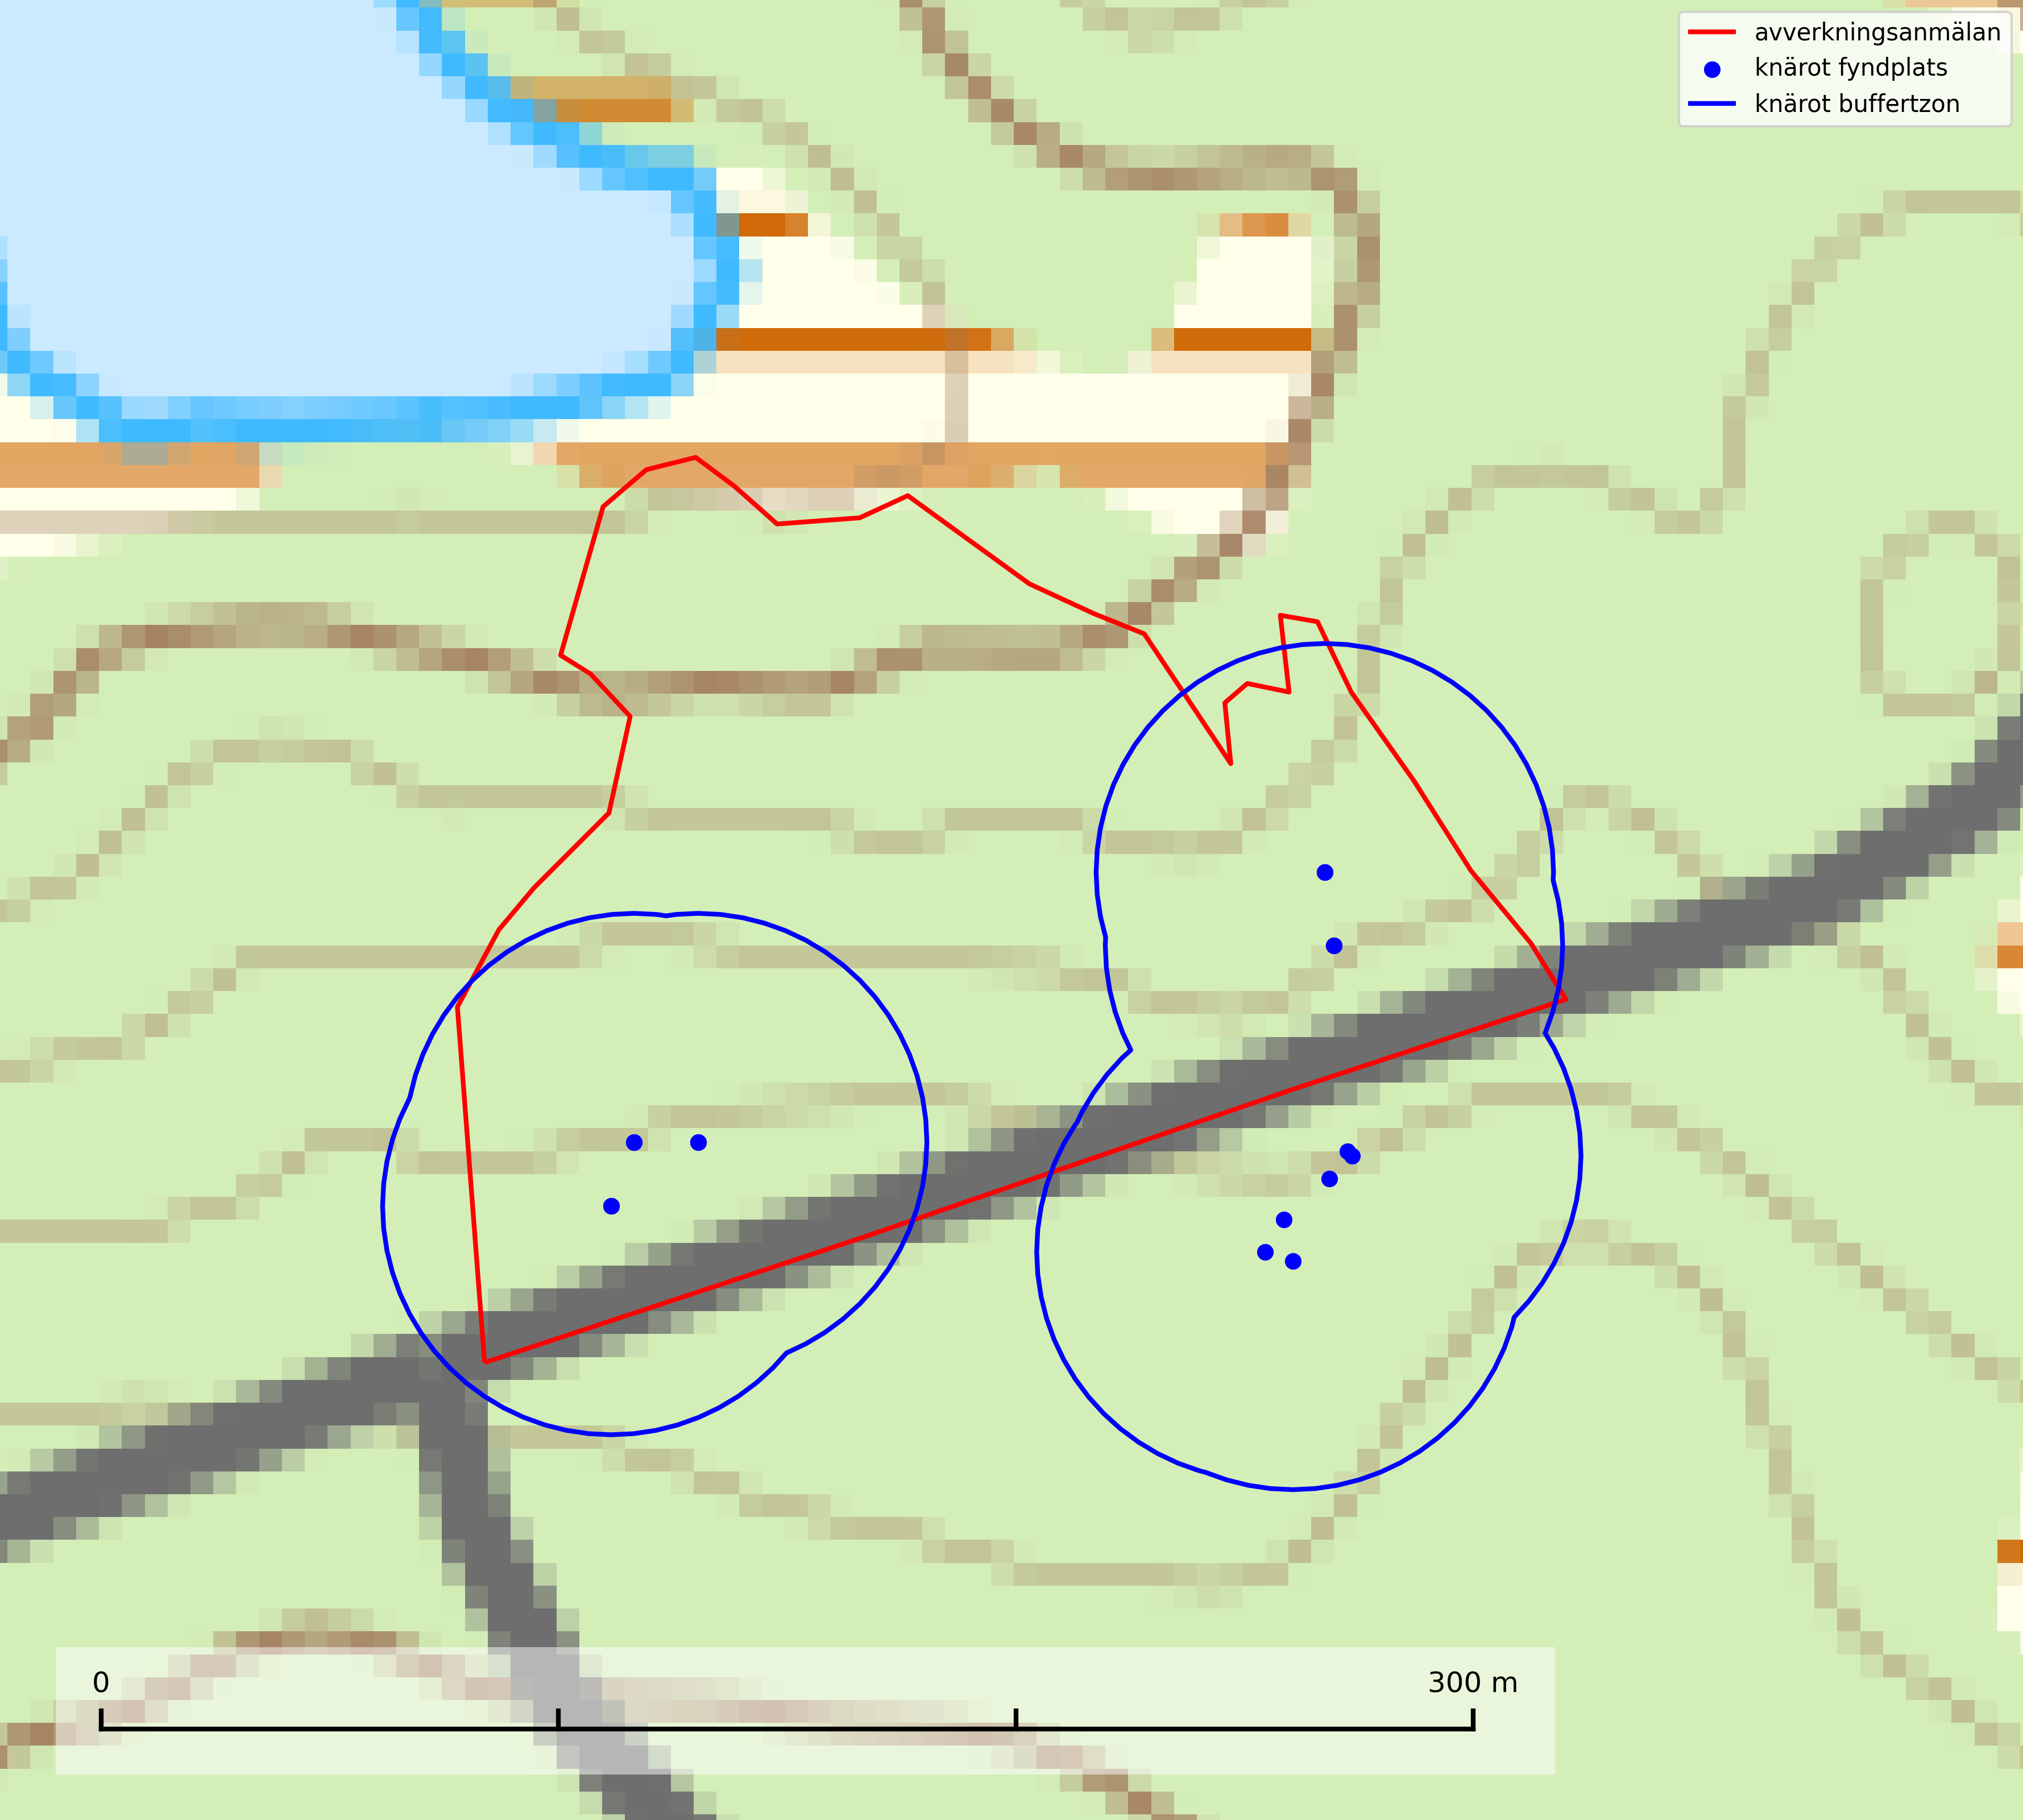 avverkningsanmälan
knärot fyndplats
knärot buffertzon
0
300 m